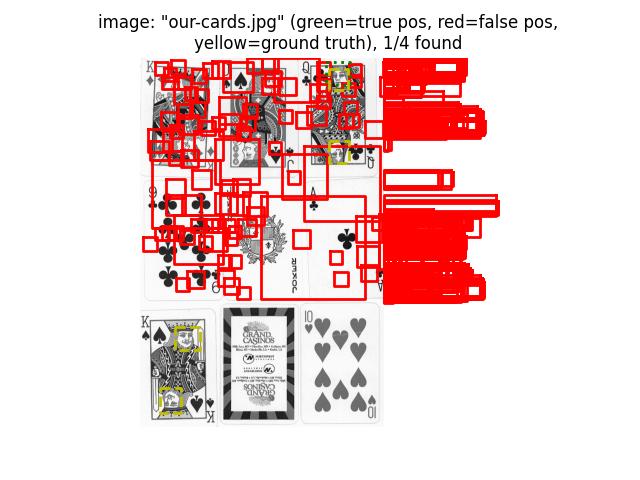 image: "our-cards.jpg" (green=true pos, red=false pos,
yellow=ground truth), 1/4 found
K
Q
J
Q
9
A
6
JOKER
A
K
GRAND
CASINOS
GRAND
CASINOS
10
K
10